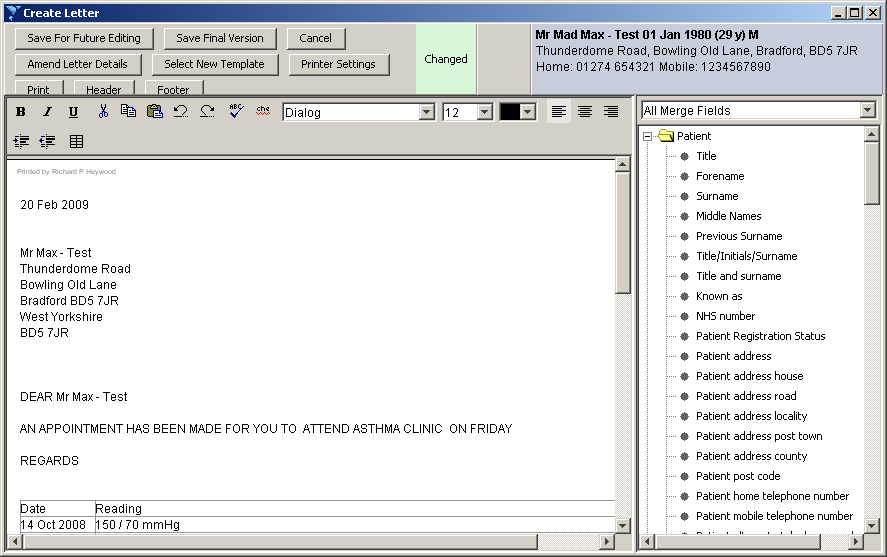 Create Letter
Save For Future Editing Save Final Version Cancel
Amend Letter Details Select New Template Printer Settings
Print Header Footer
Changed
Mr Mad Max - Test 01 Jan 1980 (29 y) M
Thunderdome Road, Bowling Old Lane, Bradford, BD5 7JR
Home: 01274 654321 Mobile: 1234567890
B I U ABC che Dialog 12
All Merge Fields
Printed by Richard P Heywood
20 Feb 2009
Mr Max - Test
Thunderdome Road
Bowling Old Lane
Bradford BD5 7JR
West Yorkshire
BD5 7JR
DEAR Mr Max - Test
AN APPOINTMENT HAS BEEN MADE FOR YOU TO ATTEND ASTHMA CLINIC ON FRIDAY
REGARDS
Date Reading
14 Oct 2008 150 / 70 mmHg
Patient
Title
Forename
Surname
Middle Names
Previous Surname
Title/Initials/Surname
Title and surname
Known as
NHS number
Patient Registration Status
Patient address
Patient address house
Patient address road
Patient address locality
Patient address post town
Patient address county
Patient post code
Patient home telephone number
Patient mobile telephone number